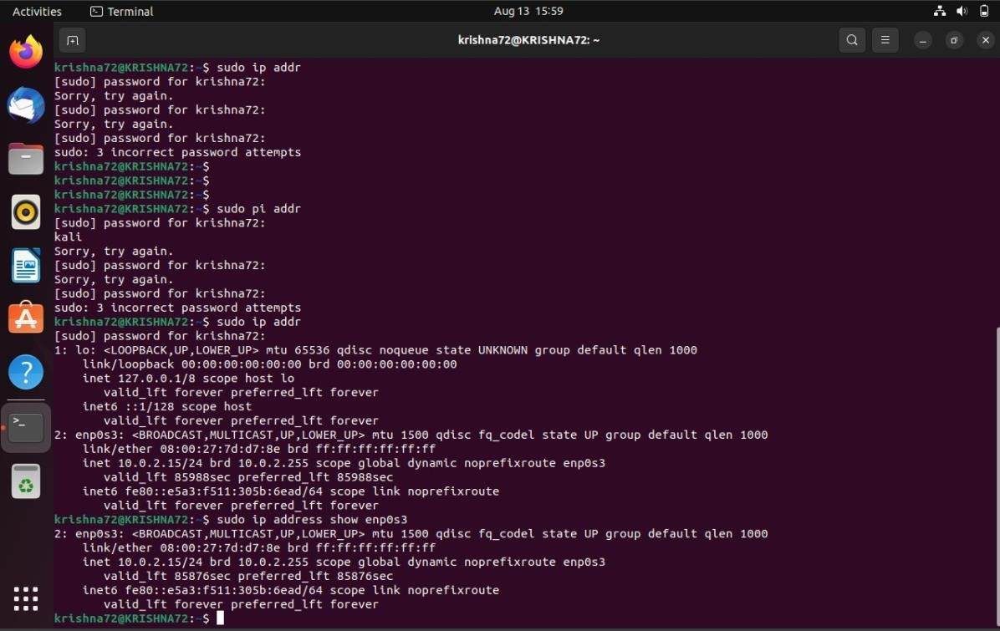 Activities
Terminal
Aug 13 15:59
krishna72@KRISHNA72: ~
krishna72@KRISHNA72:~$ sudo ip addr
[sudo] password for krishna72:
Sorry, try again.
[sudo] password for krishna72:
Sorry, try again.
[sudo] password for krishna72:
sudo: 3 incorrect password attempts
krishna72@KRISHNA72:~$
krishna72@KRISHNA72:~$
krishna72@KRISHNA72:~$
krishna72@KRISHNA72:~$ sudo pi addr
[sudo] password for krishna72:
kali
Sorry, try again.
[sudo] password for krishna72:
Sorry, try again.
[sudo] password for krishna72:
sudo: 3 incorrect password attempts
krishna72@KRISHNA72:~$ sudo ip addr
[sudo] password for krishna72:
1: lo: <LOOPBACK,UP,LOWER_UP> mtu 65536 qdisc noqueue state UNKNOWN group default qlen 1000
    link/loopback 00:00:00:00:00:00 brd 00:00:00:00:00:00
    inet 127.0.0.1/8 scope host lo
       valid_lft forever preferred_lft forever
    inet6 ::1/128 scope host
       valid_lft forever preferred_lft forever
2: enp0s3: <BROADCAST,MULTICAST,UP,LOWER_UP> mtu 1500 qdisc fq_codel state UP group default qlen 1000
    link/ether 08:00:27:7d:d7:8e brd ff:ff:ff:ff:ff:ff
    inet 10.0.2.15/24 brd 10.0.2.255 scope global dynamic noprefixroute enp0s3
       valid_lft 85988sec preferred_lft 85988sec
    inet6 fe80::e5a3:f511:305b:6ead/64 scope link noprefixroute
       valid_lft forever preferred_lft forever
krishna72@KRISHNA72:~$ sudo ip address show enp0s3
2: enp0s3: <BROADCAST,MULTICAST,UP,LOWER_UP> mtu 1500 qdisc fq_codel state UP group default qlen 1000
    link/ether 08:00:27:7d:d7:8e brd ff:ff:ff:ff:ff:ff
    inet 10.0.2.15/24 brd 10.0.2.255 scope global dynamic noprefixroute enp0s3
       valid_lft 85876sec preferred_lft 85876sec
    inet6 fe80::e5a3:f511:305b:6ead/64 scope link noprefixroute
       valid_lft forever preferred_lft forever
krishna72@KRISHNA72:~$